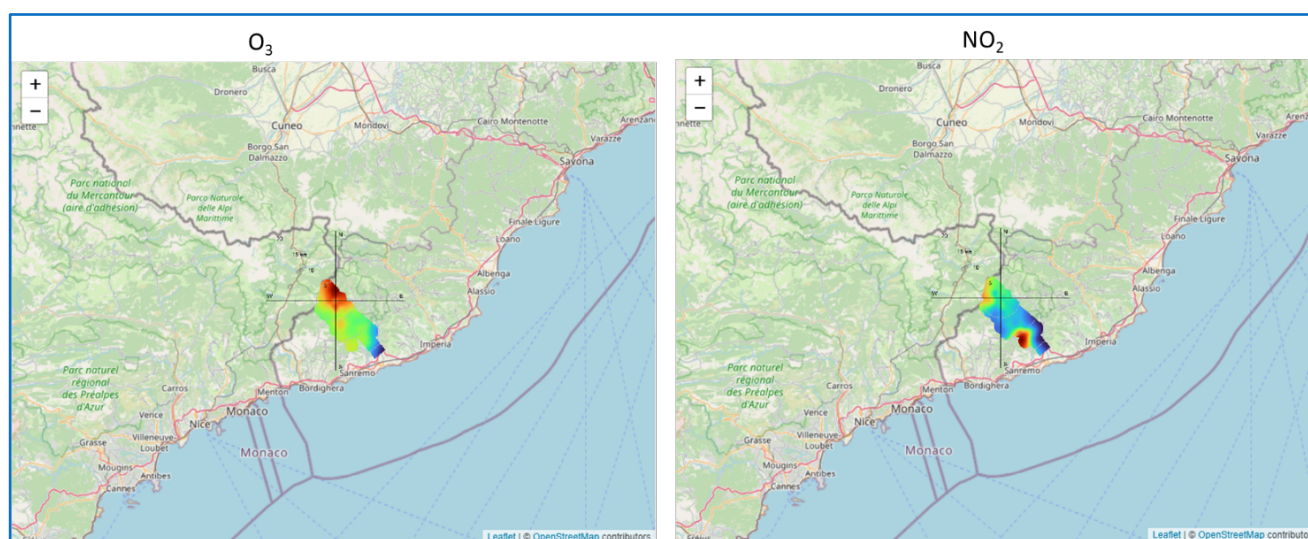 O3
NO2
+
−
Busca
Dronero
Cuneo
Mondovì
Cairo Montenotte
Arenzano
Varazze
Savona
Borgo San
Dalmazzo
Parc national
du Mercantour
(aire d'adhésion)
Parco Naturale
delle Alpi
Marittime
Finale Ligure
Loano
Albenga
Alassio
Imperia
Sanremo
Bordighera
Menton
Monaco
Monaco
Parc naturel
régional
des Préalpes
d'Azur
Carros
Vence
Nice
Grasse
Villeneuve-
Loubet
Mougins
Antibes
Cannes
Leaflet | © OpenStreetMap contributors
+
−
Busca
Dronero
Cuneo
Mondovì
Cairo Montenotte
Varazze
Savona
Borgo San
Dalmazzo
Parc national
du Mercantour
(aire d'adhésion)
Parco Naturale
delle Alpi
Marittime
Finale Ligure
Loano
Albenga
Alassio
Imperia
Sanremo
Bordighera
Menton
Monaco
Monaco
Parc naturel
régional
des Préalpes
d'Azur
Carros
Vence
Nice
Grasse
Villeneuve-
Loubet
Mougins
Antibes
Cannes
Leaflet | © OpenStreetMap contributors